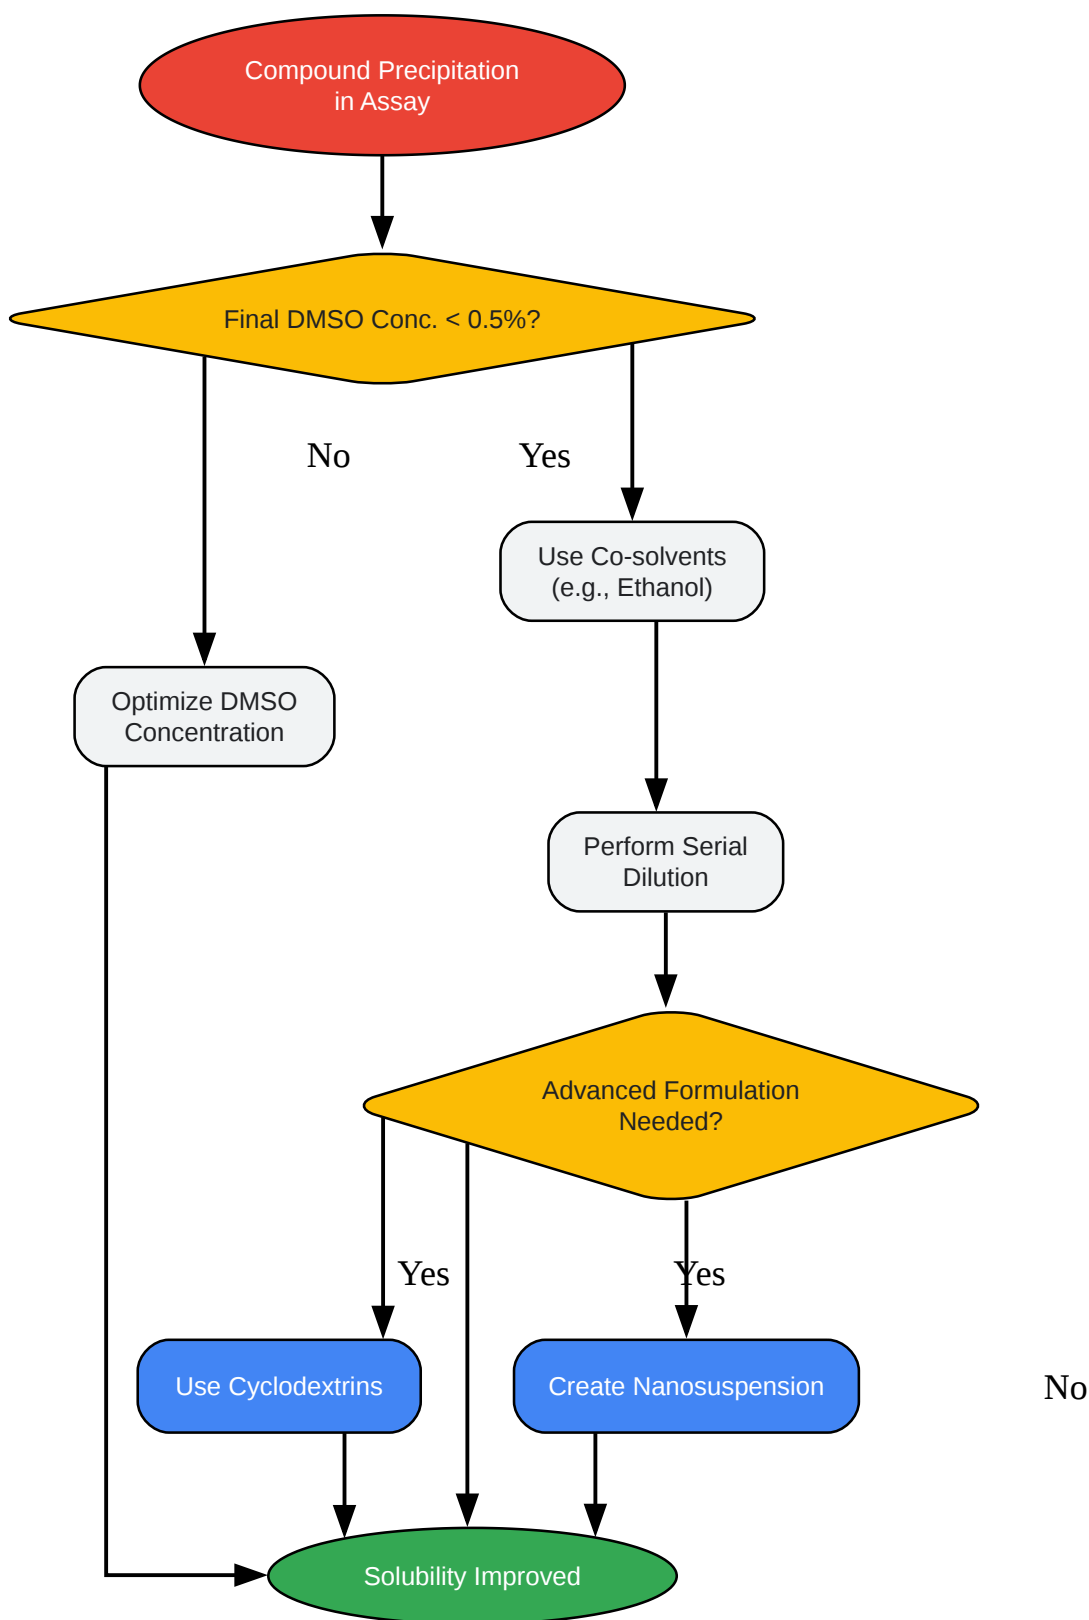 Compound Precipitation
in Assay
Final DMSO Conc. < 0.5%?
No
Yes
Use Co-solvents
(e.g., Ethanol)
Optimize DMSO
Concentration
Perform Serial
Dilution
Advanced Formulation
Needed?
Yes
Yes
Use Cyclodextrins
Create Nanosuspension
No
Solubility Improved